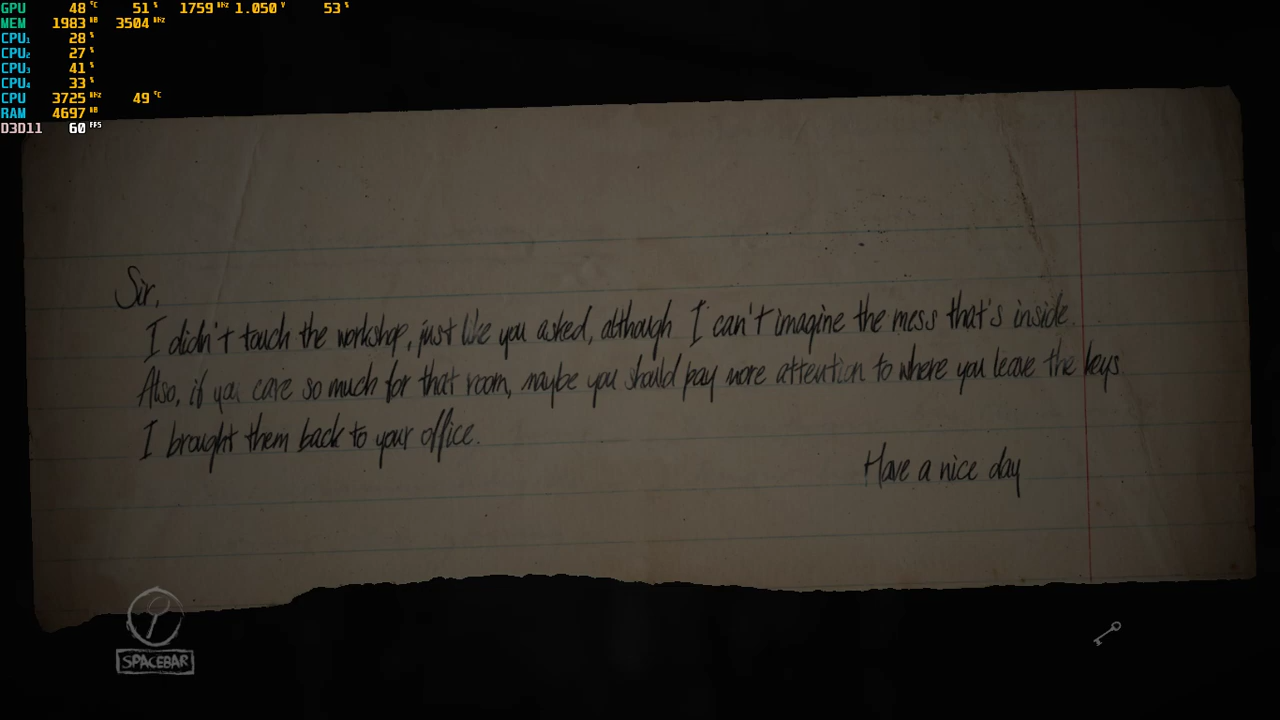 GPU 48 °C 51 % 1759 MHz 1.050 V 53 %
MEM 1983 MB 3504 MHz
CPU1 28 %
CPU2 27 %
CPU3 41 %
CPU4 33 %
CPU 3725 MHz 49 °C
RAM 4697 MB
D3D11 60 FPS
Sir,
I didn't touch the workshop, just like you asked, although I can't imagine the mess that's inside.
Also, if you care so much for that room, maybe you should pay more attention to where you leave the keys.
I brought them back to your office.
Have a nice day
SPACEBAR